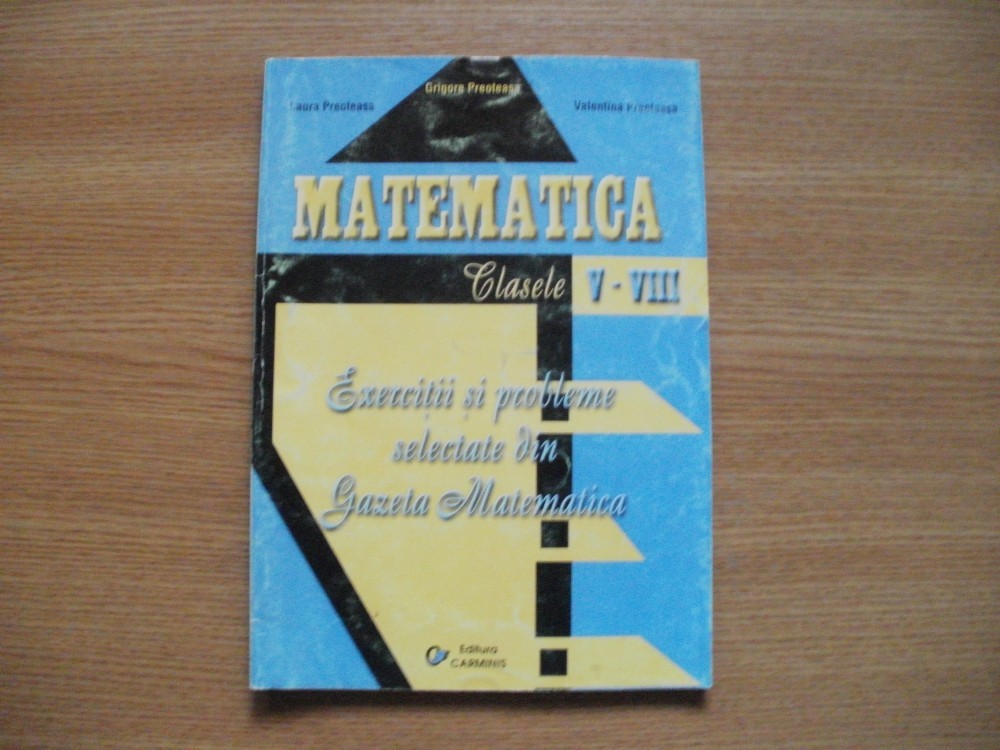 Grigore Preoteasa
Laura Preoteasa
Valentina Preoteasa
MATEMATICA
Clasele V - VIII
Exerciții și probleme
selectate din
Gazeta Matematica
Editura
CARMINIS